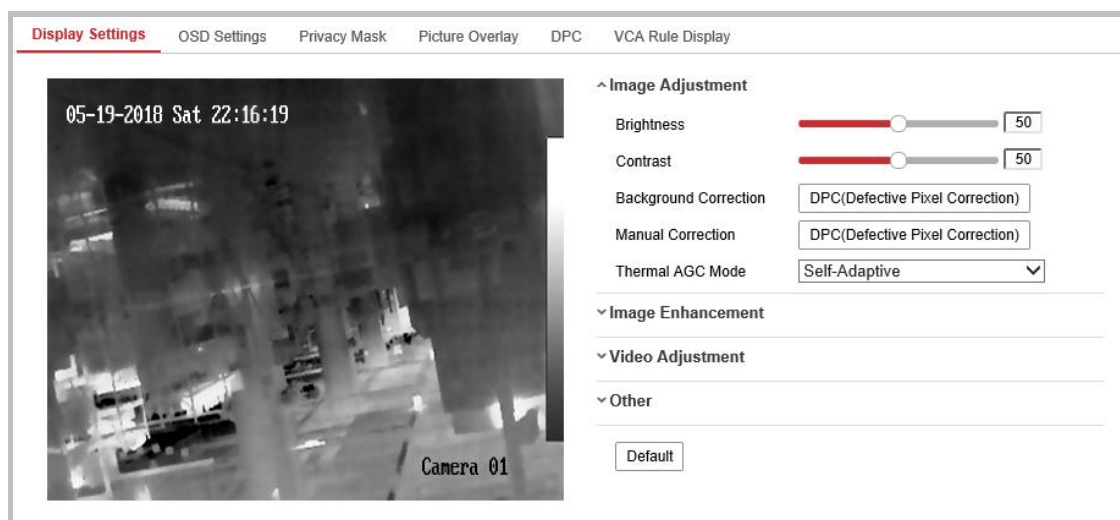 Display Settings OSD Settings Privacy Mask Picture Overlay DPC VCA Rule Display
05-19-2018 Sat 22:16:19
Camera 01
Image Adjustment
Brightness 50
Contrast 50
Background Correction DPC(Defective Pixel Correction)
Manual Correction DPC(Defective Pixel Correction)
Thermal AGC Mode Self-Adaptive
Image Enhancement
Video Adjustment
Other
Default